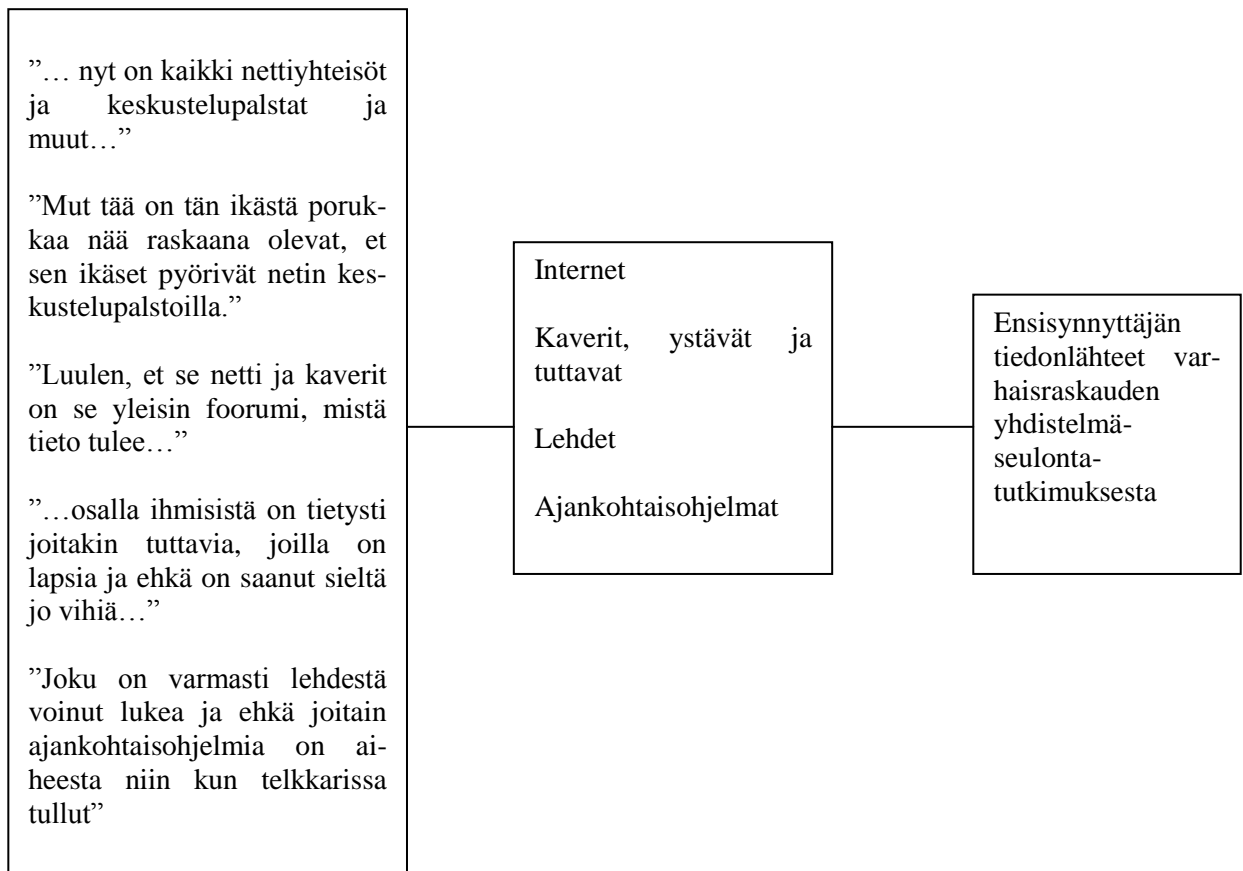 ”… nyt on kaikki nettiyhteisöt
ja keskustelupalstat ja
muut…”
”Mut tää on tän ikästä poruk-
kaa nää raskaana olevat, et
sen ikäset pyörivät netin kes-
kustelupalstoilla.”
”Luulen, et se netti ja kaverit
on se yleisin foorumi, mistä
tieto tulee…”
”…osalla ihmisistä on tietysti
joitakin tuttavia, joilla on
lapsia ja ehkä on saanut sieltä
jo vihiä…”
”Joku on varmasti lehdestä
voinut lukea ja ehkä joitain
ajankohtaisohjelmia on ai-
heesta niin kun telkkarissa
tullut”
Internet
Kaverit, ystävät ja
tuttavat
Lehdet
Ajankohtaisohjelmat
Ensisynnyttäjän
tiedonlähteet var-
haisraskauden
yhdistelmä-
seulonta-
tutkimuksesta